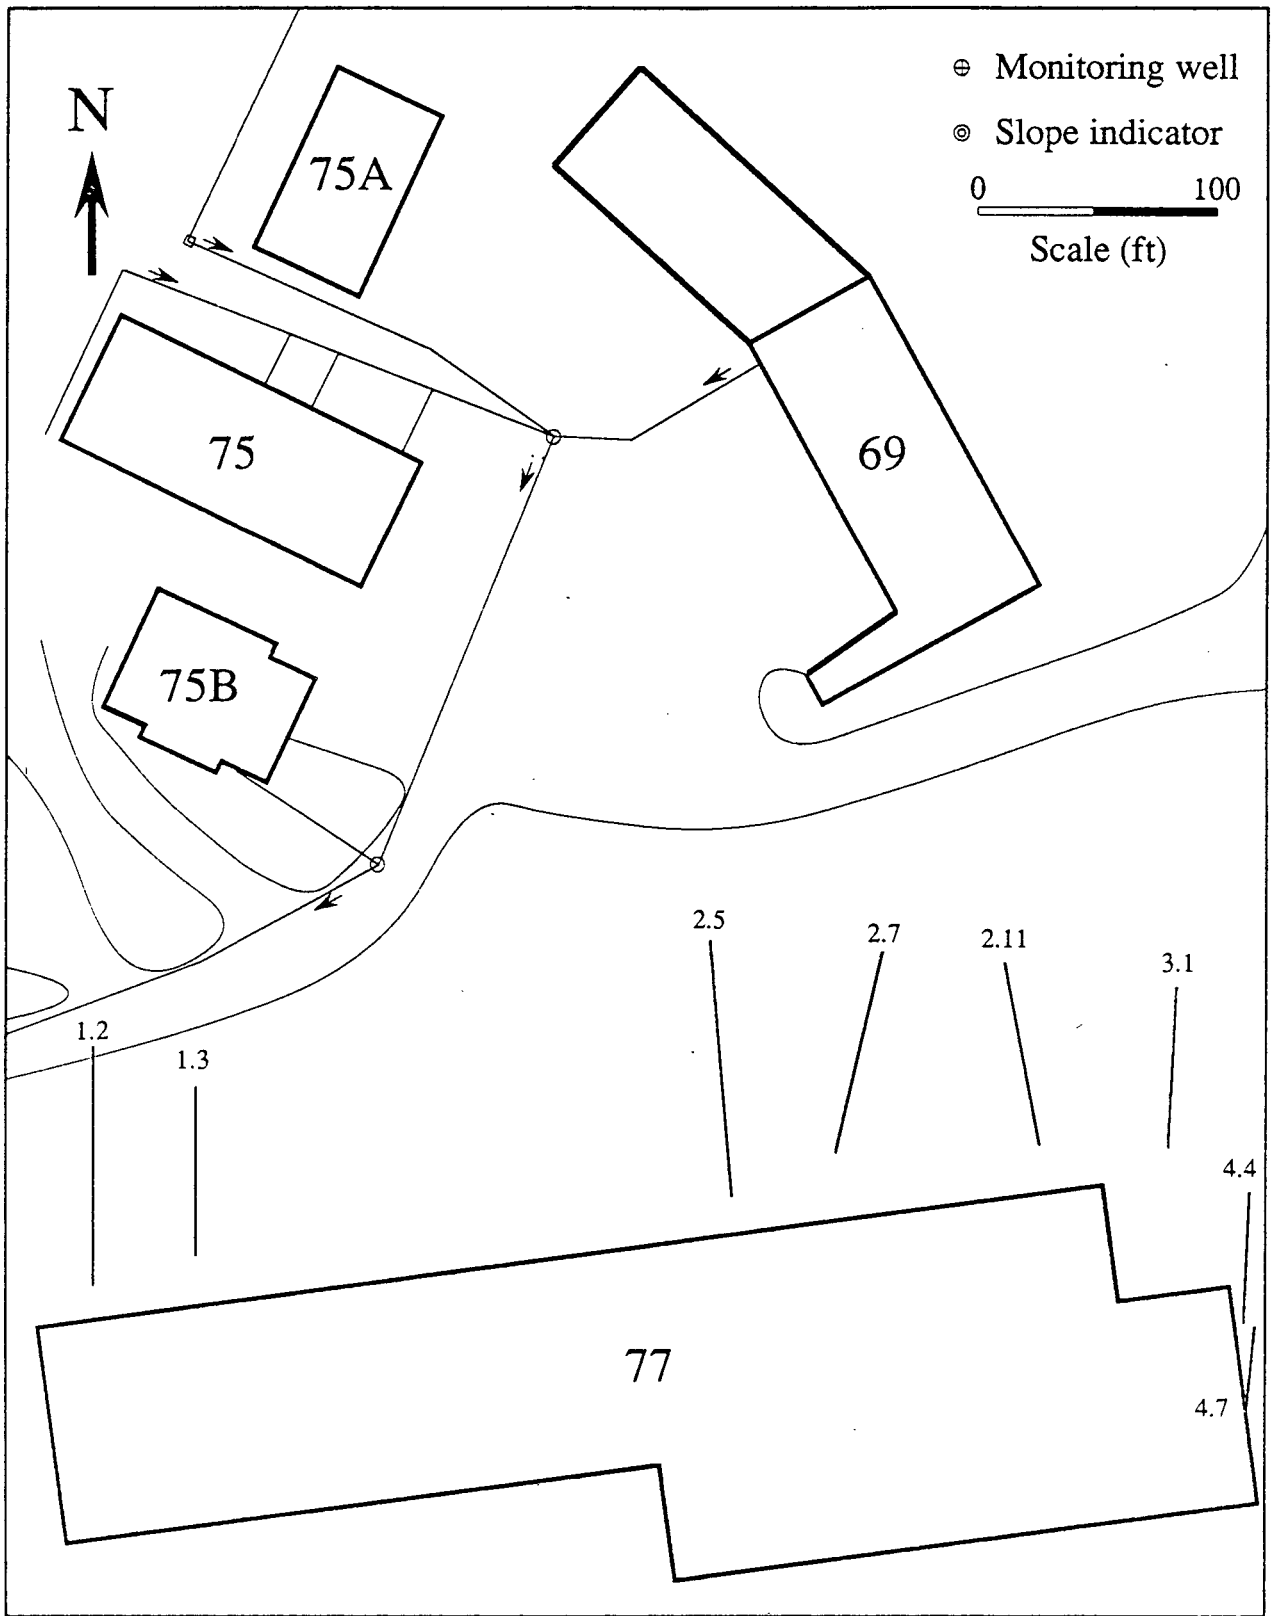 N
Monitoring well
Slope indicator
0 100
Scale (ft)
75A
75
69
75B
2.5
2.7
2.11
3.1
1.2
1.3
4.4
77
4.7